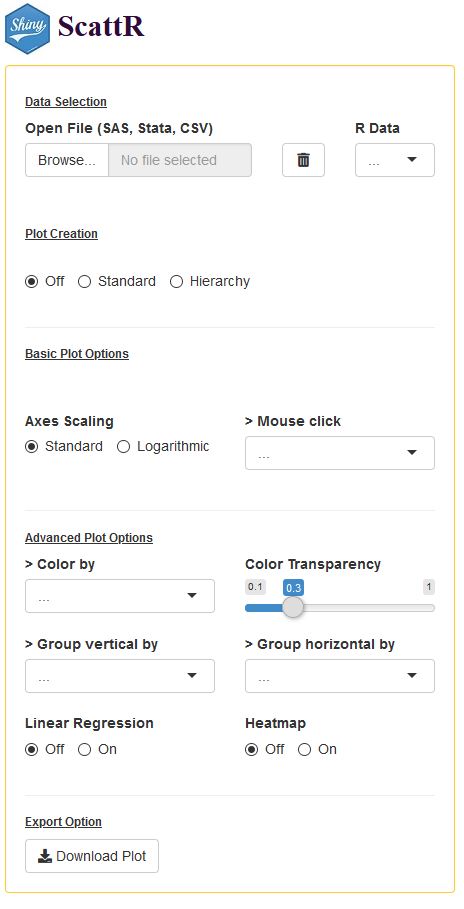 Shiny ScattR
Data Selection
Open File (SAS, Stata, CSV) R Data
Browse... No file selected ...
Plot Creation
Off Standard Hierarchy
Basic Plot Options
Axes Scaling > Mouse click
Standard Logarithmic ...
Advanced Plot Options
> Color by Color Transparency
... 0.1 0.3 1
> Group vertical by > Group horizontal by
... ...
Linear Regression Heatmap
Off On Off On
Export Option
Download Plot